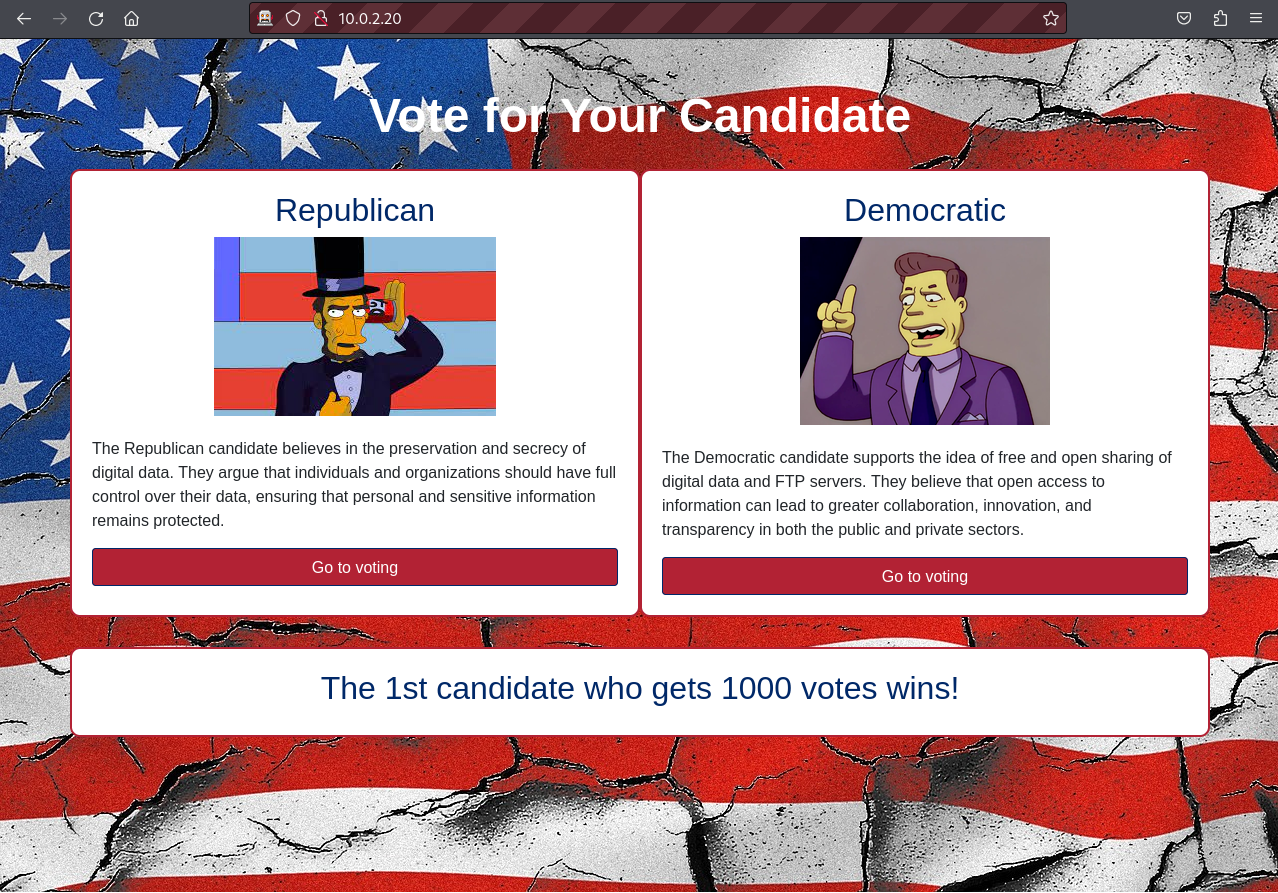 10.0.2.20
Vote for Your Candidate
Republican
The Republican candidate believes in the preservation and secrecy of
digital data. They argue that individuals and organizations should have full
control over their data, ensuring that personal and sensitive information
remains protected.
Go to voting
Democratic
The Democratic candidate supports the idea of free and open sharing of
digital data and FTP servers. They believe that open access to
information can lead to greater collaboration, innovation, and
transparency in both the public and private sectors.
Go to voting
The 1st candidate who gets 1000 votes wins!